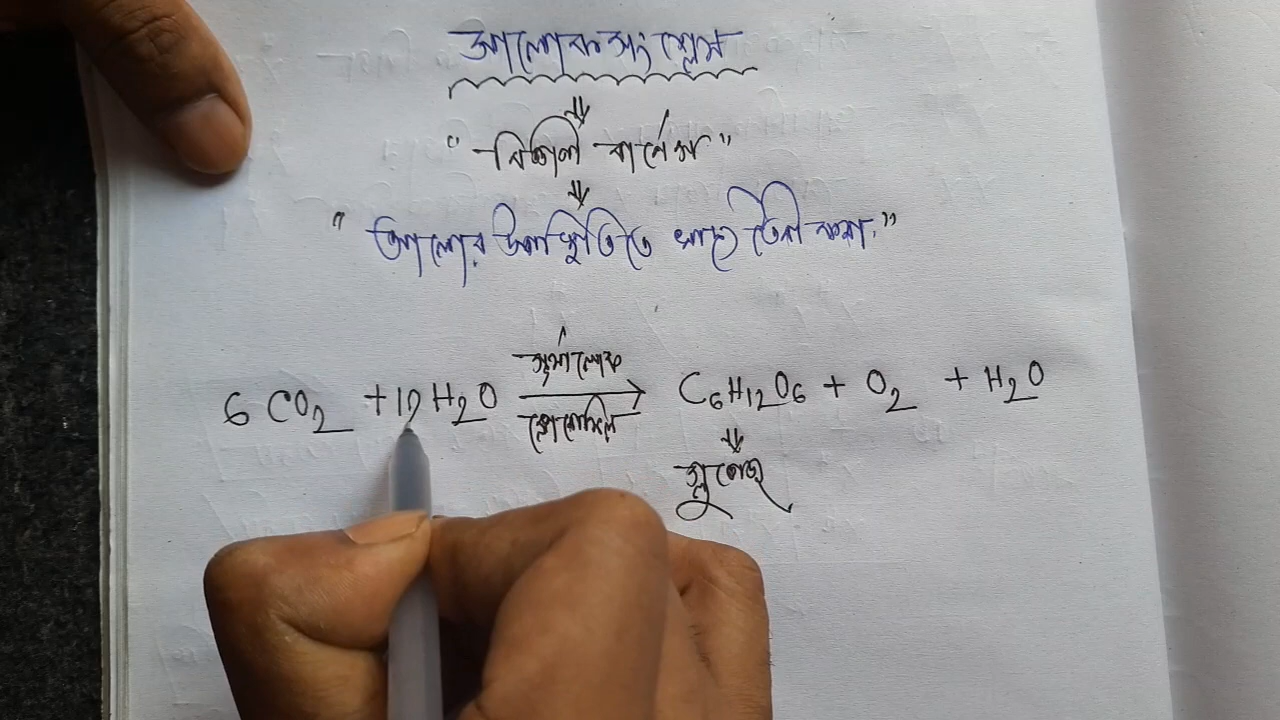 আলোকসংশ্লেষ
"বিজ্ঞানী বার্নেস"
"আলোর উপস্থিতিতে খাদ্য তৈরী করা."
6 CO2 + 12 H2O সূর্যালোক → ক্লোরোফিল C6H12O6 + O2 + H2O
গ্লুকোজ